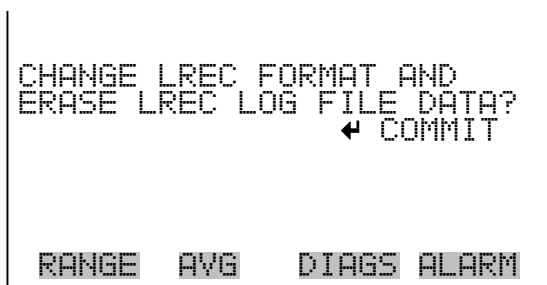 CHANGE LREC FORMAT AND
ERASE LREC LOG FILE DATA?
↵ COMMIT
RANGE AVG DIAGS ALARM